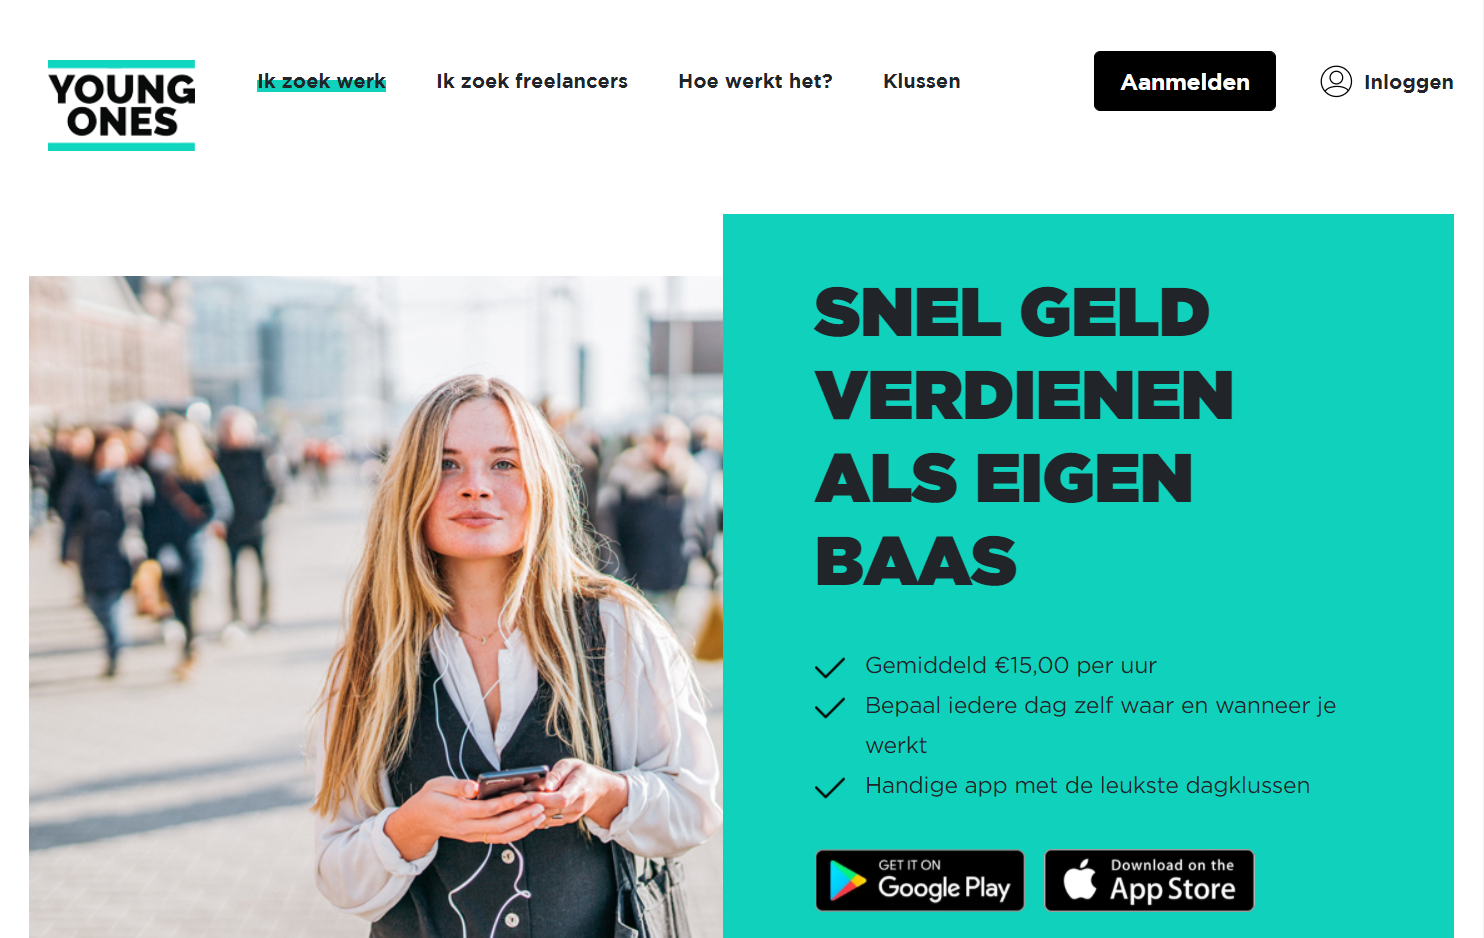 YOUNG
ONES
Ik zoek werk
Ik zoek freelancers
Hoe werkt het?
Klussen
Aanmelden
Inloggen
SNEL GELD
VERDIENEN
ALS EIGEN
BAAS
Gemiddeld €15,00 per uur
Bepaal iedere dag zelf waar en wanneer je
werkt
Handige app met de leukste dagklussen
GET IT ON
Google Play
Download on the
App Store